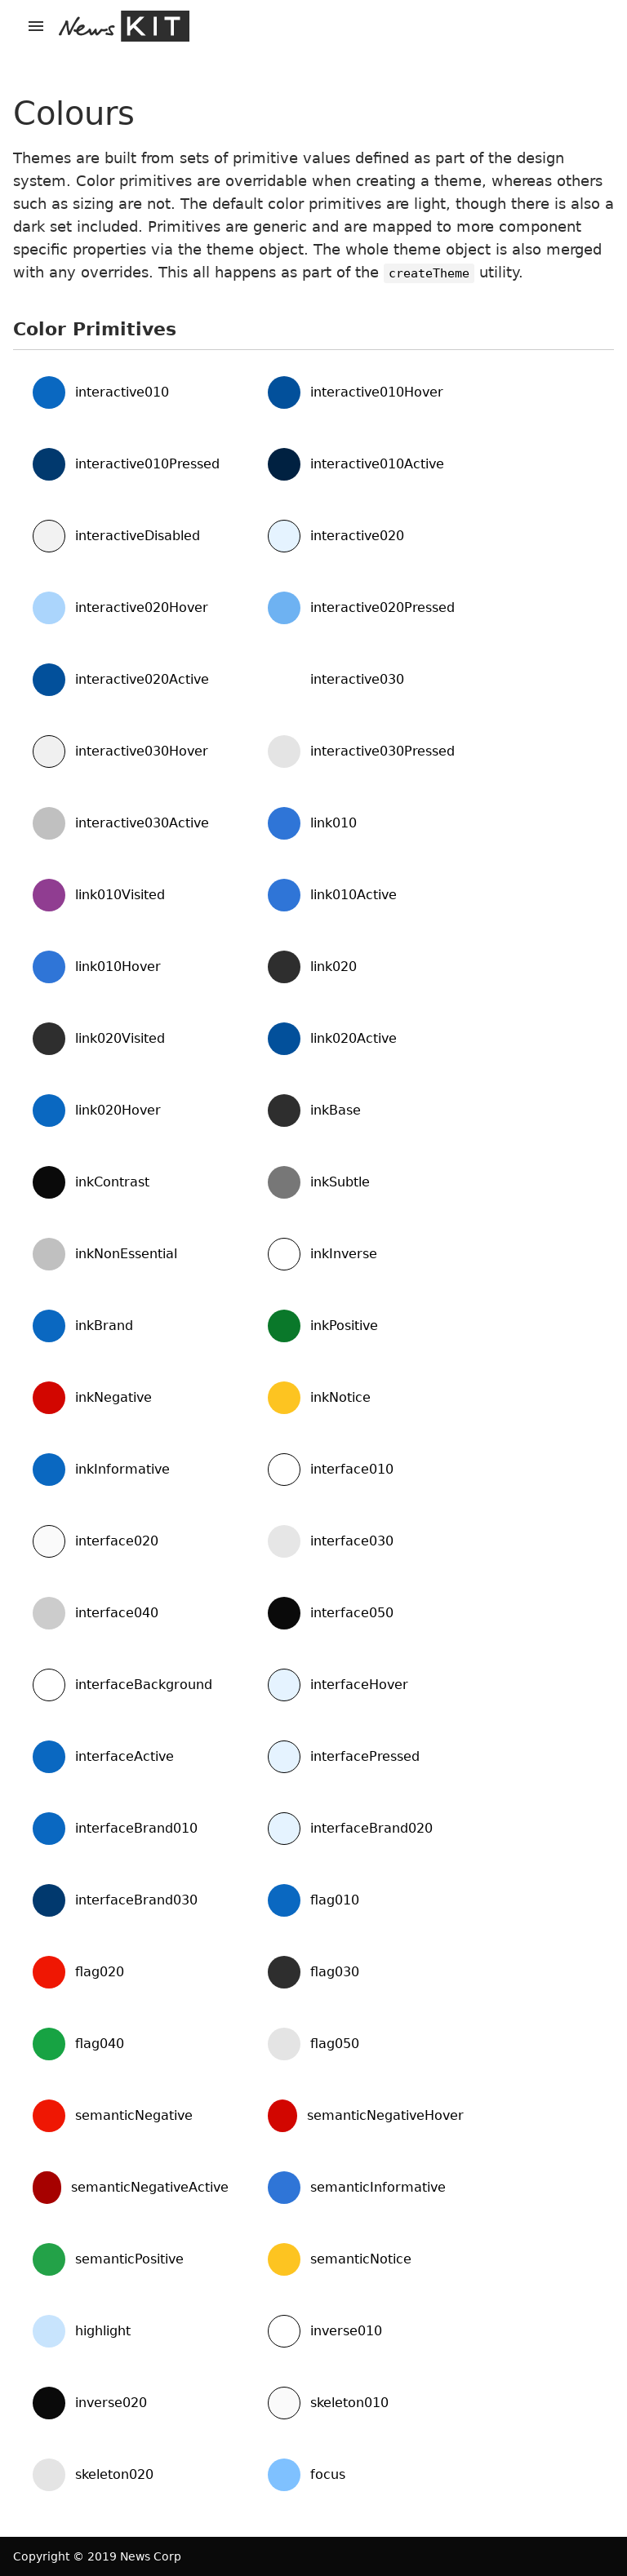 News KIT
Colours
Themes are built from sets of primitive values defined as part of the design
system. Color primitives are overridable when creating a theme, whereas others
such as sizing are not. The default color primitives are light, though there is also a
dark set included. Primitives are generic and are mapped to more component
specific properties via the theme object. The whole theme object is also merged
with any overrides. This all happens as part of the createTheme utility.
Color Primitives
interactive010 interactive010Hover
interactive010Pressed interactive010Active
interactiveDisabled interactive020
interactive020Hover interactive020Pressed
interactive020Active interactive030
interactive030Hover interactive030Pressed
interactive030Active link010
link010Visited link010Active
link010Hover link020
link020Visited link020Active
link020Hover inkBase
inkContrast inkSubtle
inkNonEssential inkInverse
inkBrand inkPositive
inkNegative inkNotice
inkInformative interface010
interface020 interface030
interface040 interface050
interfaceBackground interfaceHover
interfaceActive interfacePressed
interfaceBrand010 interfaceBrand020
interfaceBrand030 flag010
flag020 flag030
flag040 flag050
semanticNegative semanticNegativeHover
semanticNegativeActive semanticInformative
semanticPositive semanticNotice
highlight inverse010
inverse020 skeleton010
skeleton020 focus
Copyright © 2019 News Corp